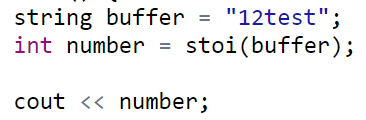 string buffer = "12test";
int number = stoi(buffer);
cout << number;